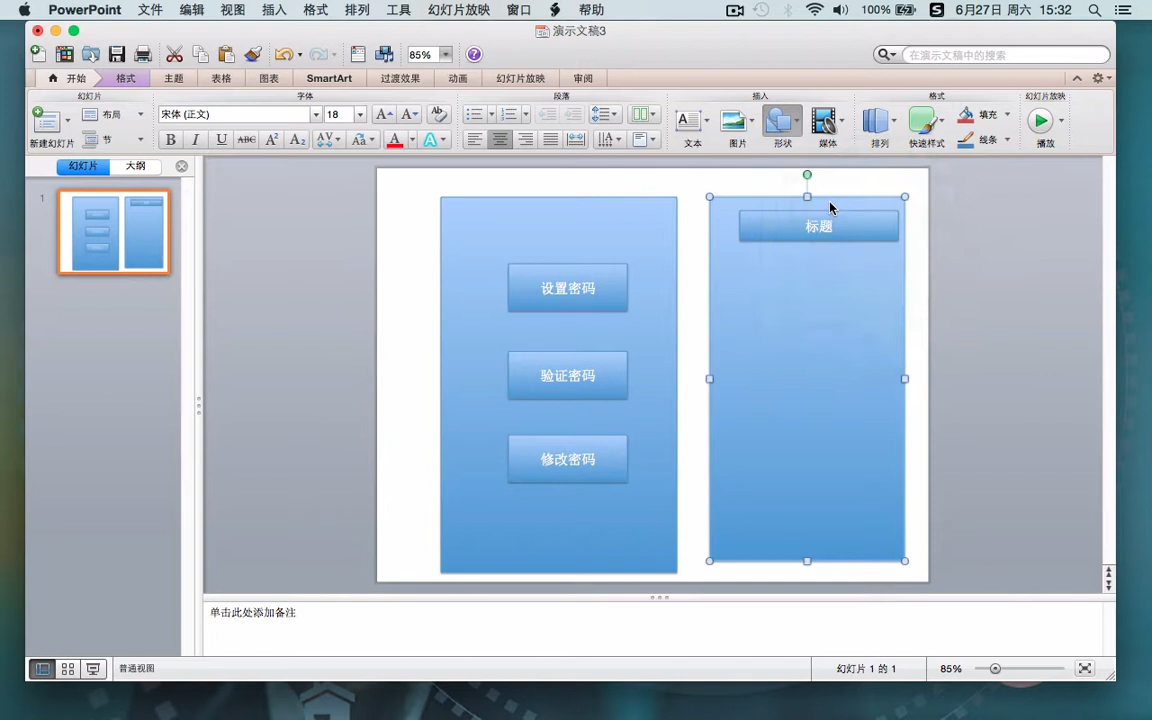 PowerPoint 文件 编辑 视图 插入 格式 排列 工具 幻灯片放映 窗口 帮助 100% 6月27日 周六 15:32
演示文稿3
85% 在演示文稿中的搜索
开始 格式 主题 表格 图表 SmartArt 过渡效果 动画 幻灯片放映 审阅
幻灯片 字体 段落 插入 格式 幻灯片放映
布局 宋体 (正文) 18 填充
新建幻灯片 节 B I U ABC A² A₂ AV Aa A A 文本 图片 形状 媒体 排列 快速样式 线条 播放
幻灯片 大纲
1
标题
设置密码
验证密码
修改密码
单击此处添加备注
普通视图 幻灯片 1 的 1 85%